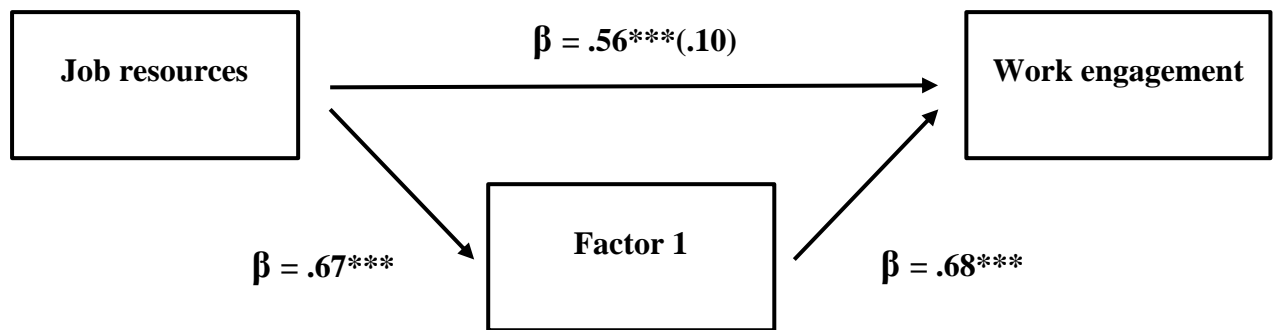 β = .56***(.10)
Job resources
Work engagement
Factor 1
β = .67***
β = .68***